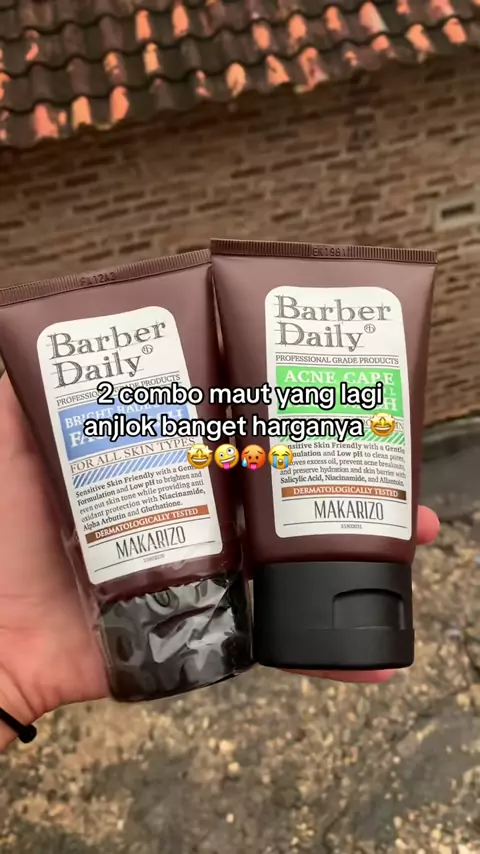 2 combo maut yang lagi
anjlok banget harganya 🤩
🤩🤪🥵😭
Barber
Daily
PROFESSIONAL GRADE PRODUCTS
FOR ALL SKIN TYPES
Sensitive Skin Friendly with a Gentle
Formulation and Low pH to brighten and
even out skin tone while providing anti
oxidant protection with Niacinamide,
Alpha Arbutin and Gluthatione.
DERMATOLOGICALLY TESTED
MAKARIZO
Barber
Daily
PROFESSIONAL GRADE PRODUCTS
ACNE CARE
Sensitive Skin Friendly with a Gentle
Formulation and Low pH to clean pores,
excess oil, prevent acne breakouts,
and preserve hydration and skin barrier with
Salicylic Acid, Niacinamide, and Allantoin.
DERMATOLOGICALLY TESTED
MAKARIZO